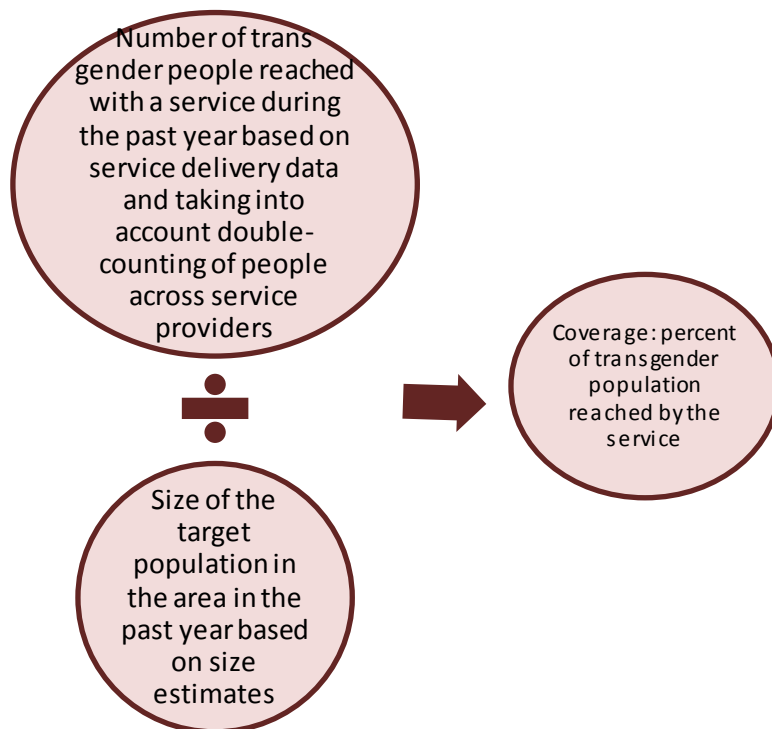 Number of trans
gender people reached
with a service during
the past year based on
service delivery data
and taking into
account double-
counting of people
across service
providers
Size of the
target
population in
the area in the
past year based
on size
estimates
Coverage: percent
of transgender
population
reached by the
service